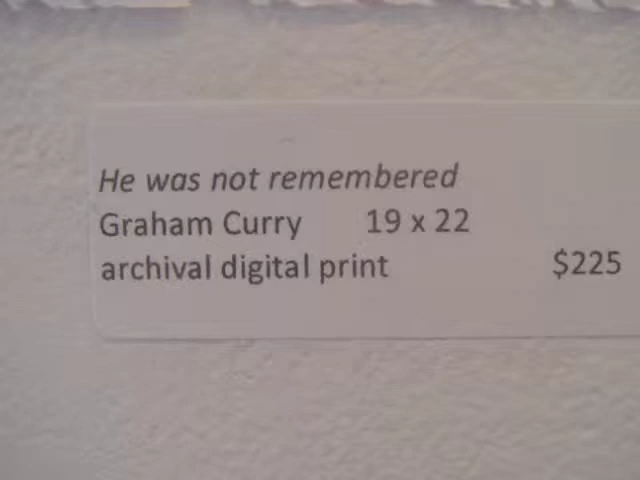 He was not remembered
Graham Curry 19 x 22
archival digital print $225